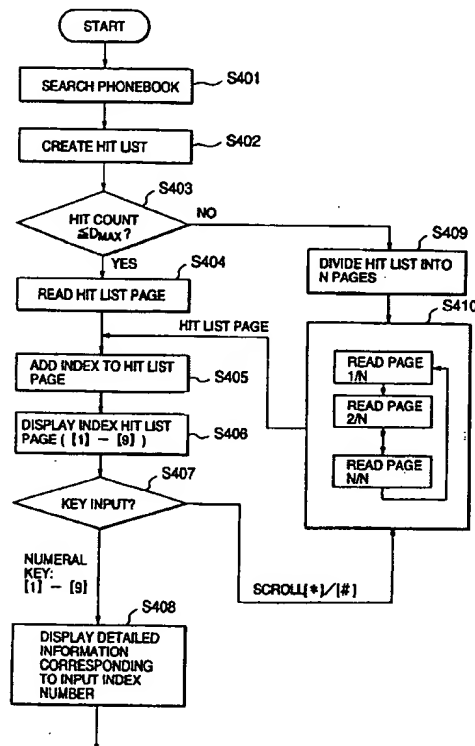 START
SEARCH PHONEBOOK
S401
CREATE HIT LIST
S402
S403
HIT COUNT
≦DMAX?
NO
YES
S404
READ HIT LIST PAGE
S409
DIVIDE HIT LIST INTO
N PAGES
S410
HIT LIST PAGE
READ PAGE
1/N
READ PAGE
2/N
READ PAGE
N/N
ADD INDEX TO HIT LIST
PAGE
S405
DISPLAY INDEX HIT LIST
PAGE ([1] – [9])
S406
S407
KEY INPUT?
NUMERAL
KEY:
[1] – [9]
SCROLL[*]/[#]
S408
DISPLAY DETAILED
INFORMATION
CORRESPONDING
TO INPUT INDEX
NUMBER